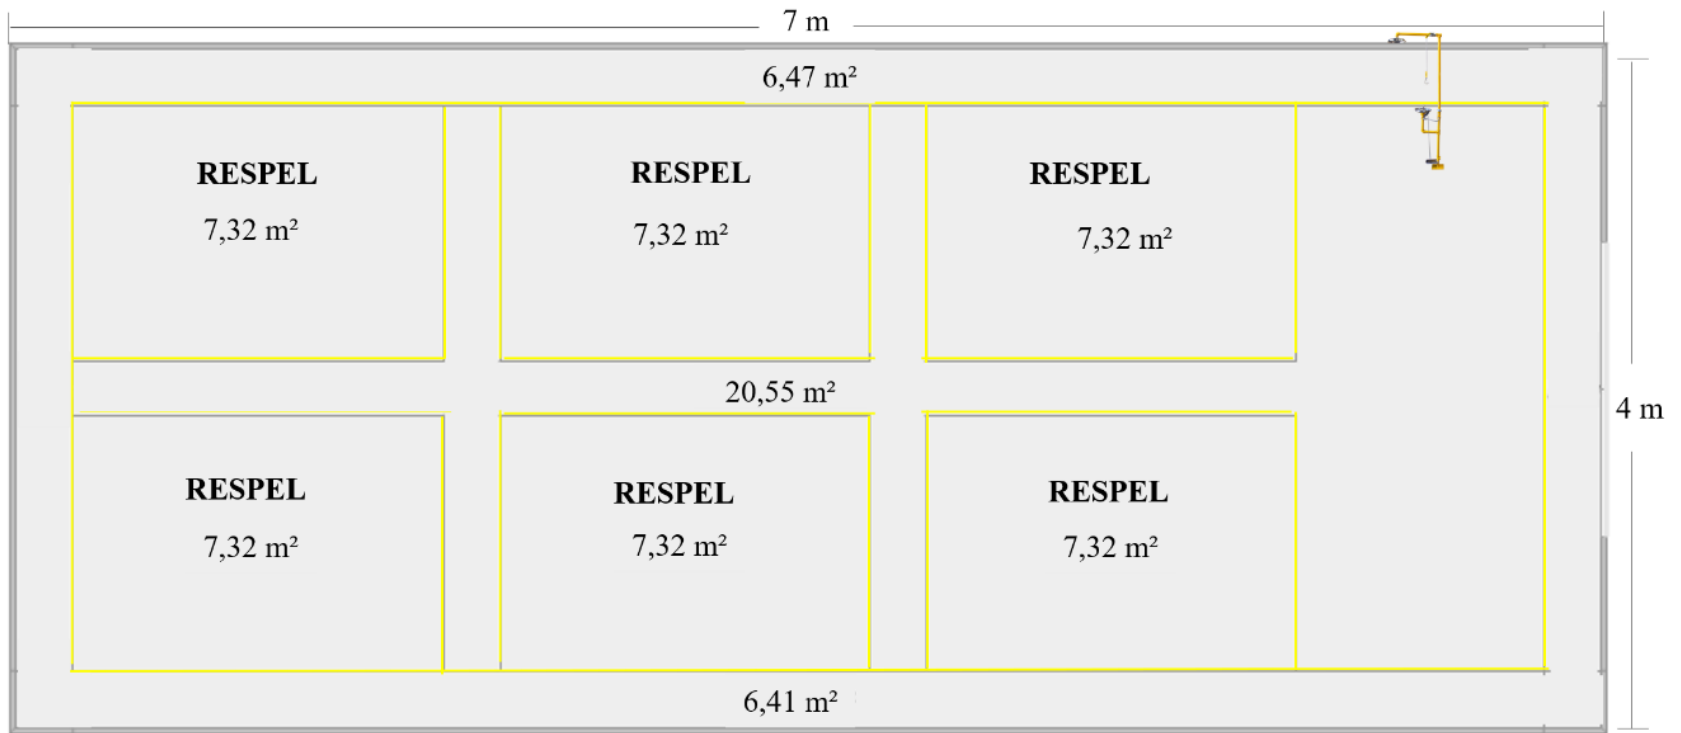 7 m
6,47 m²
RESPEL
7,32 m²
RESPEL
7,32 m²
RESPEL
7,32 m²
20,55 m²
4 m
RESPEL
7,32 m²
RESPEL
7,32 m²
RESPEL
7,32 m²
6,41 m²